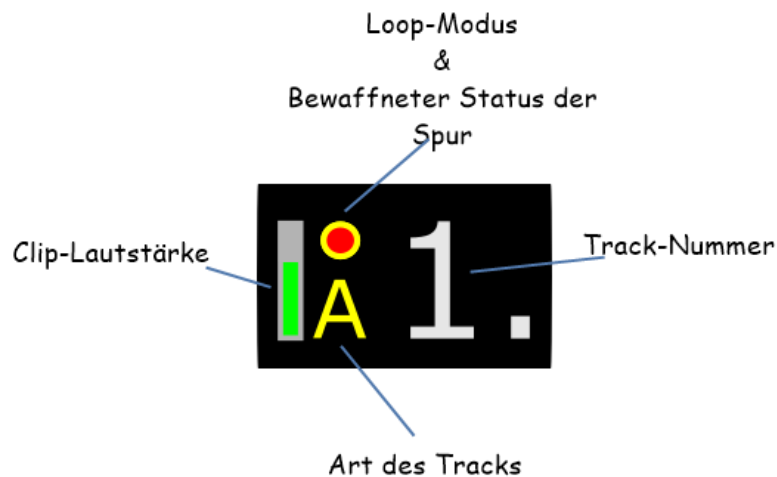 Loop-Modus
&
Bewaffneter Status der
Spur
Clip-Lautstärke
A
1.
Track-Nummer
Art des Tracks